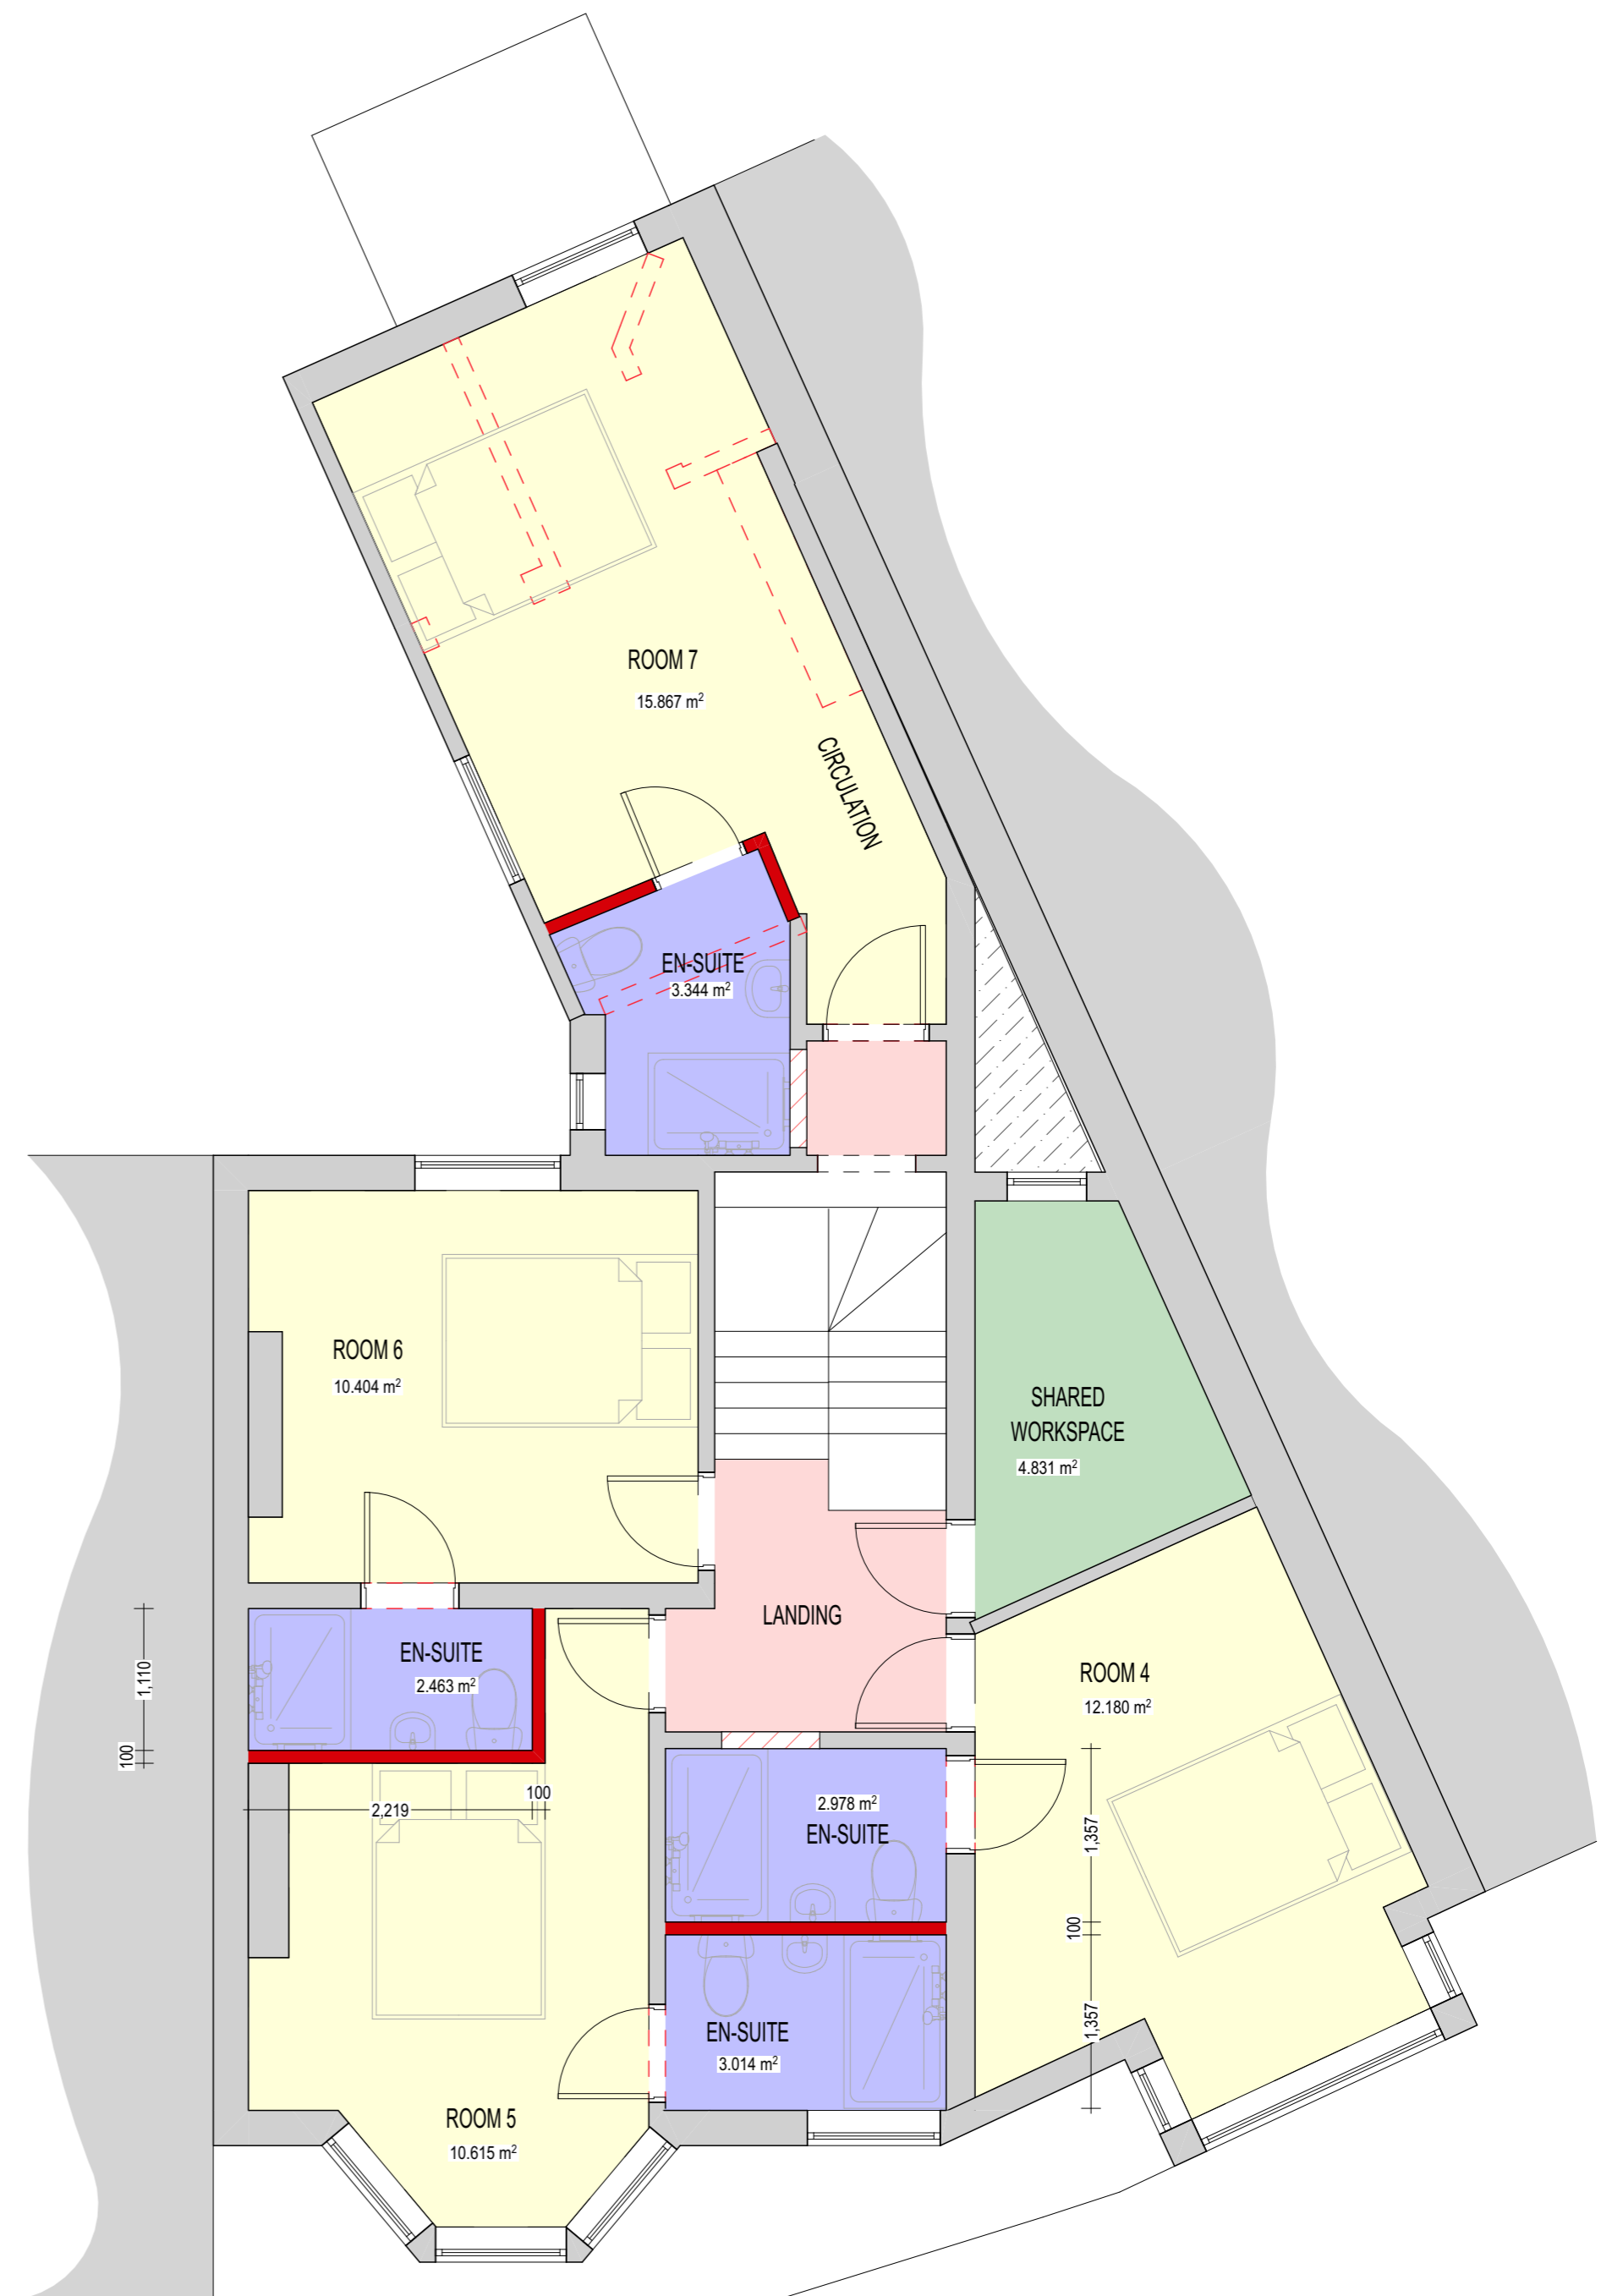 ROOM 7
15.867 m²
CIRCULATION
EN-SUITE
3.344 m²
ROOM 6
10.404 m²
SHARED
WORKSPACE
4.831 m²
LANDING
EN-SUITE
2.463 m²
1,110
100
ROOM 4
12.180 m²
2,219
100
2.978 m²
EN-SUITE
1,357
100
1,357
EN-SUITE
3.014 m²
ROOM 5
10.615 m²